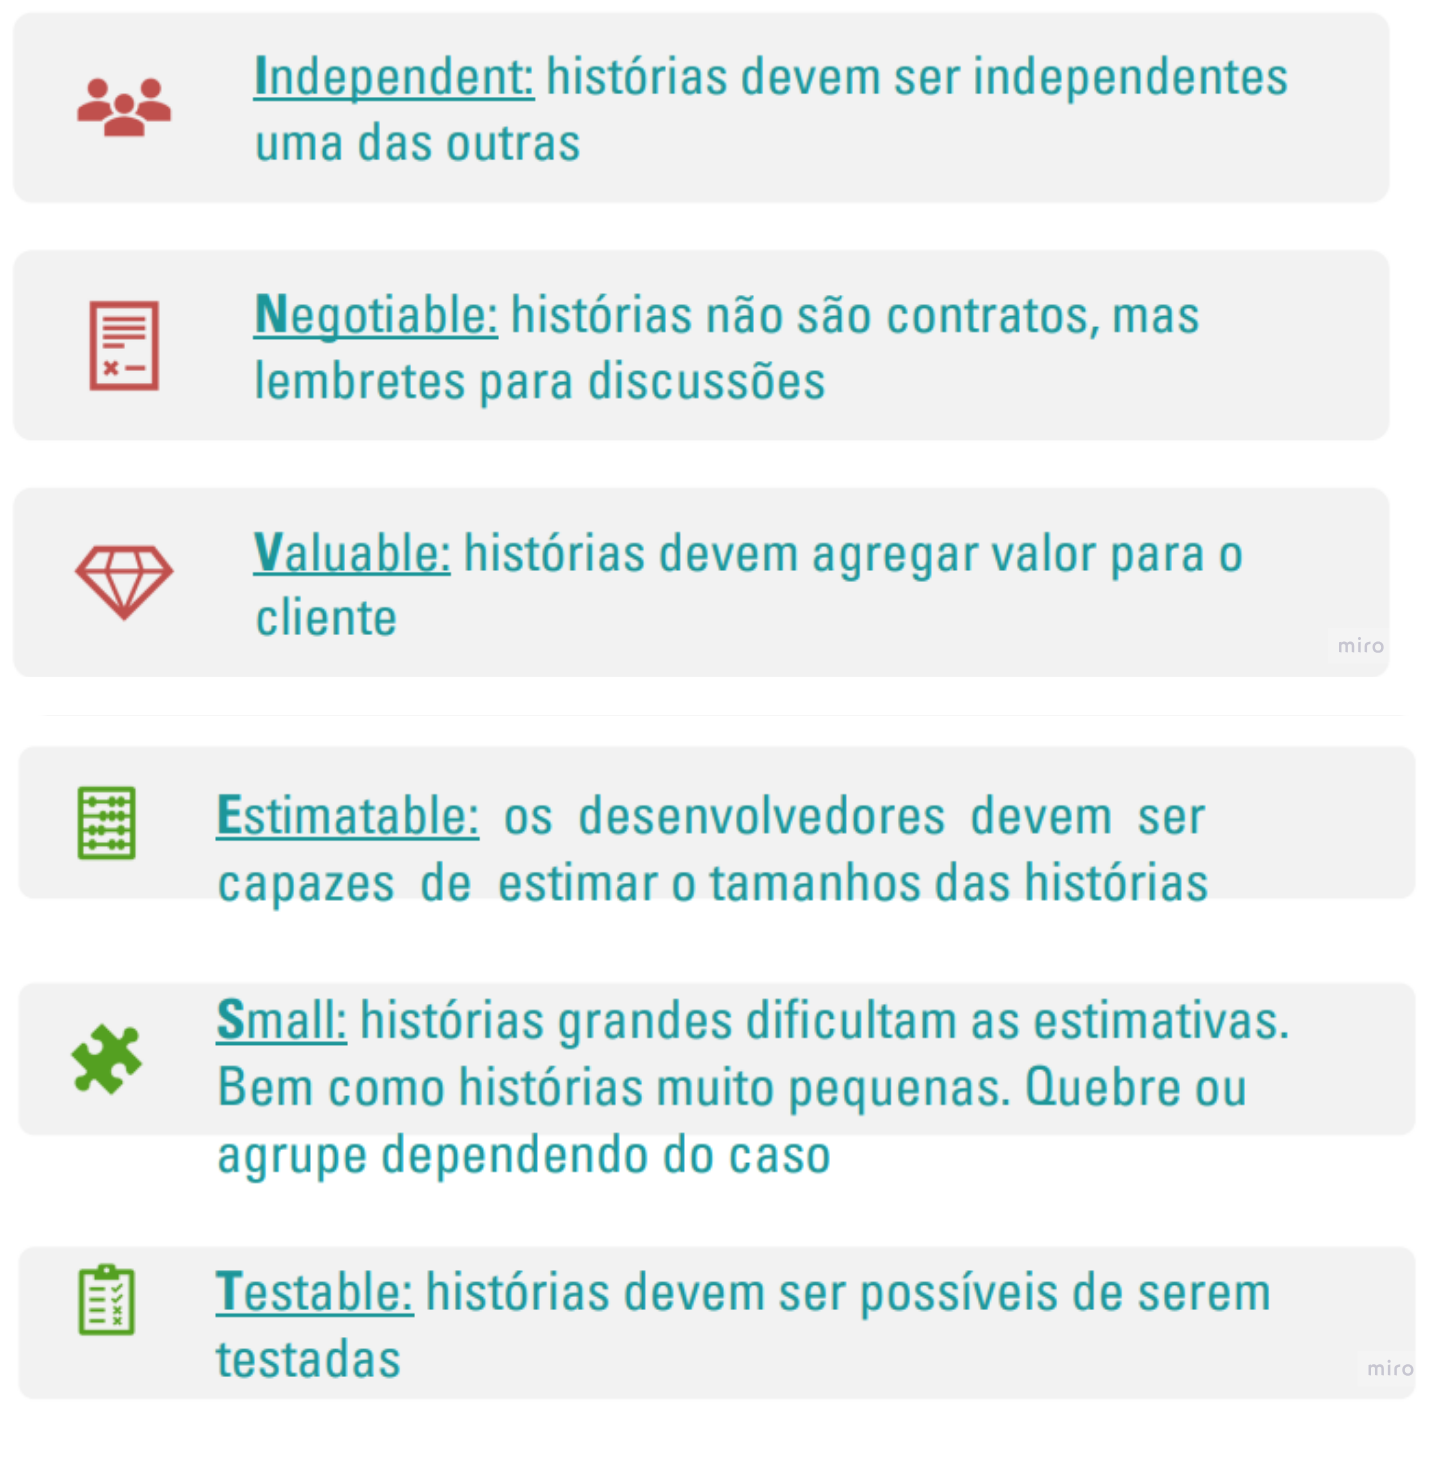 Independent: histórias devem ser independentes
uma das outras
Negotiable: histórias não são contratos, mas
lembretes para discussões
Valuable: histórias devem agregar valor para o
cliente
miro
Estimatable: os desenvolvedores devem ser
capazes de estimar o tamanhos das histórias
Small: histórias grandes dificultam as estimativas.
Bem como histórias muito pequenas. Quebre ou
agrupe dependendo do caso
Testable: histórias devem ser possíveis de serem
testadas
miro